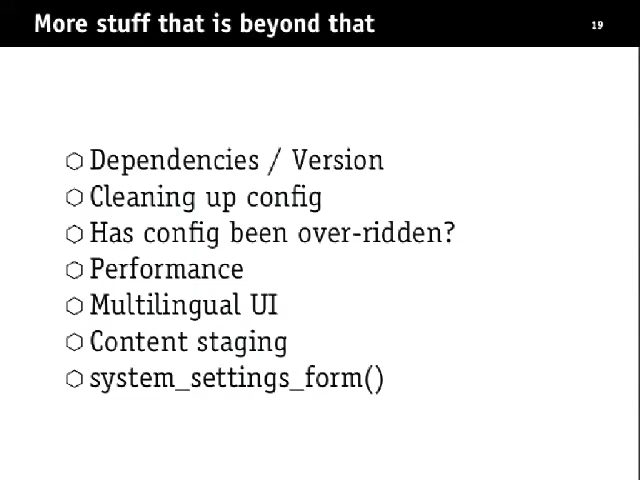 More stuff that is beyond that
19
Dependencies / Version
Cleaning up config
Has config been over-ridden?
Performance
Multilingual UI
Content staging
system_settings_form()